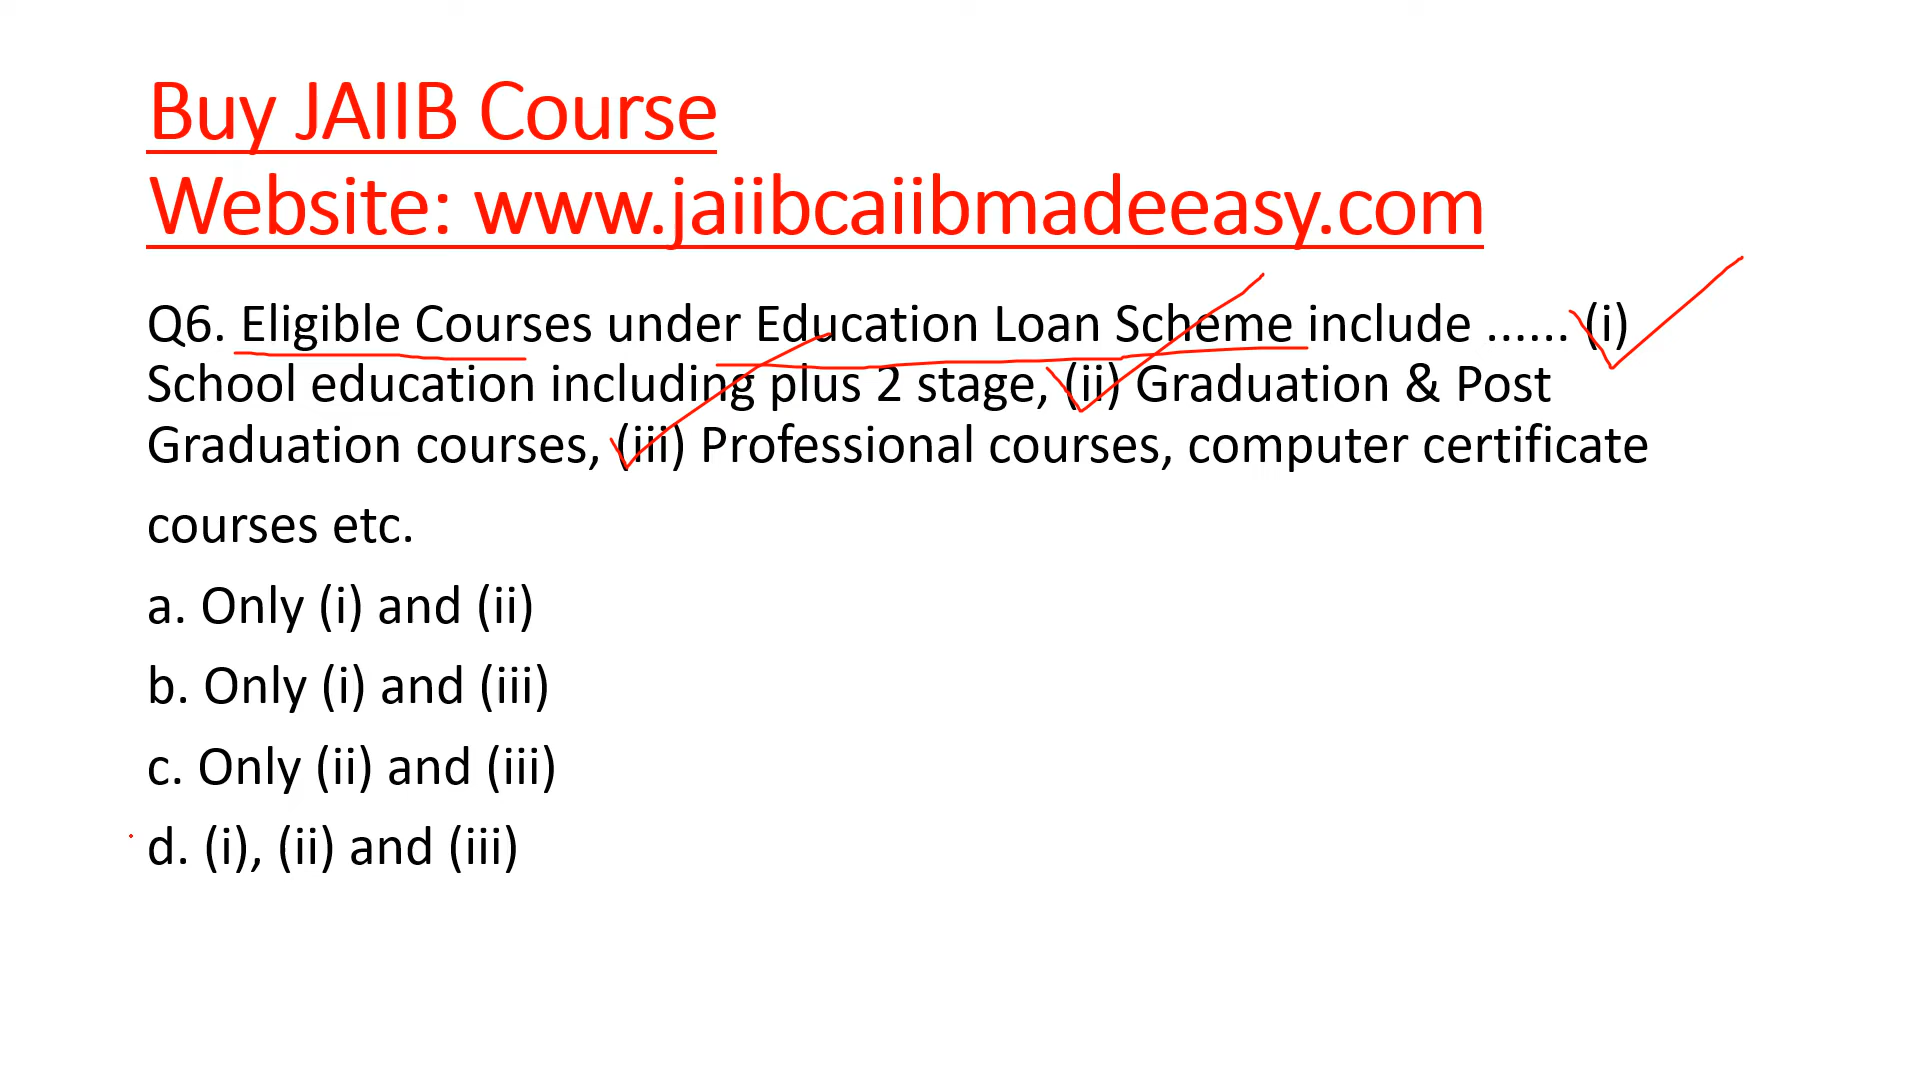 Buy JAIIB Course
Website: www.jaiibcaiibmadeeasy.com
Q6. Eligible Courses under Education Loan Scheme include ...... (i)
School education including plus 2 stage, (ii) Graduation & Post
Graduation courses, (iii) Professional courses, computer certificate
courses etc.
a. Only (i) and (ii)
b. Only (i) and (iii)
c. Only (ii) and (iii)
d. (i), (ii) and (iii)